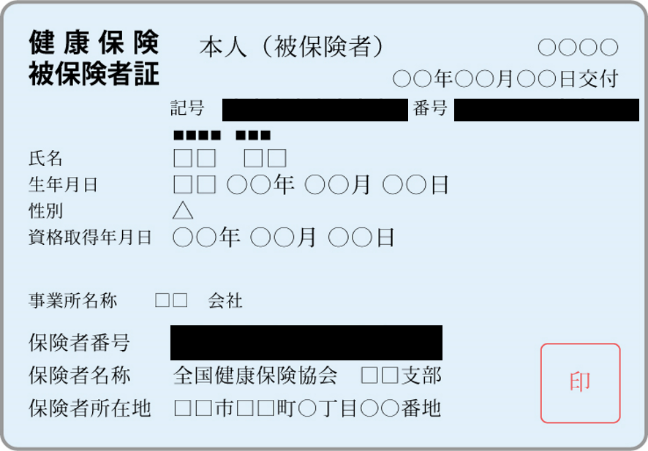 健康保険 本人（被保険者） ○○○○
被保険者証 ○○年○○月○○日交付
記号 番号
■■■■ ■■■
氏名 □□ □□
生年月日 □□ ○○年 ○○月 ○○日
性別 △
資格取得年月日 ○○年 ○○月 ○○日
事業所名称 □□ 会社
保険者番号
保険者名称 全国健康保険協会 □□支部
保険者所在地 □□市□□町○丁目○○番地
印